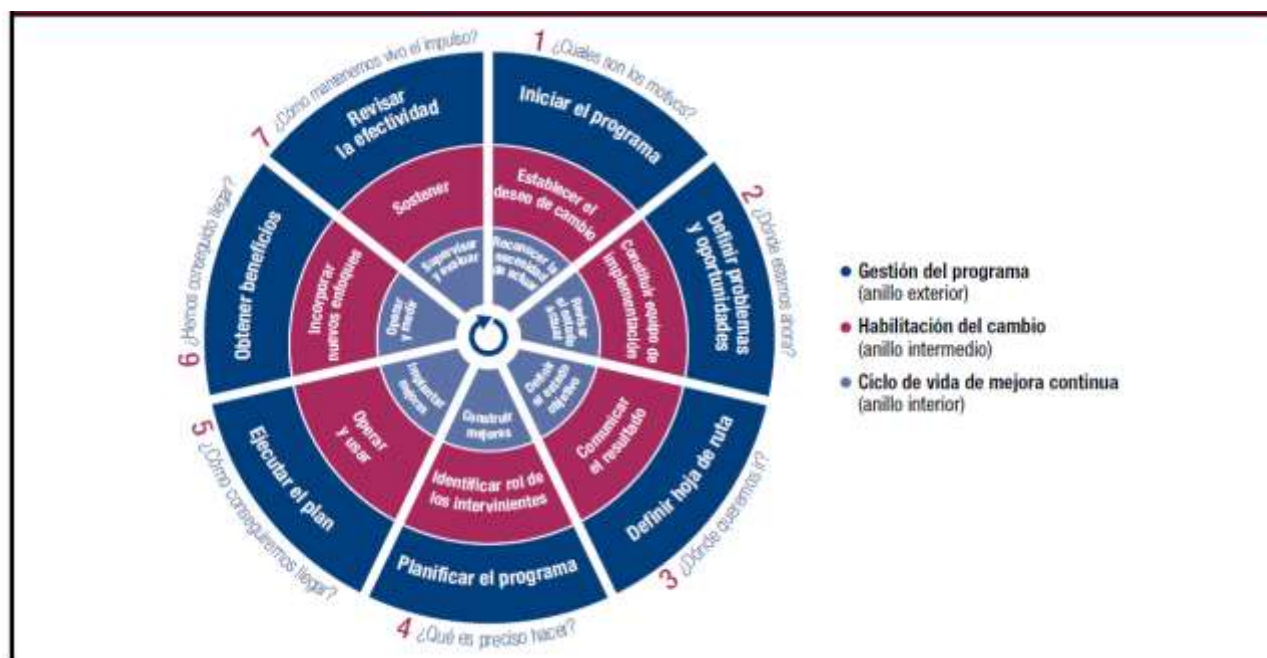 1 ¿Cuáles son los motivos?
Iniciar el programa
Establecer el
deseo de cambio
Reconocer la
necesidad
de actuar
2 ¿Dónde estamos ahora?
Definir problemas
y oportunidades
Constituir equipo de
implementación
Revisar
el estado
actual
3 ¿Dónde queremos ir?
Definir hoja de ruta
Comunicar
el resultado
Definir
el estado
objetivo
4 ¿Qué es preciso hacer?
Planificar el programa
Identificar rol de
los intervinientes
Construir
mejoras
5 ¿Cómo conseguiremos llegar?
Ejecutar el plan
Operar
y usar
Implantar
mejoras
6 ¿Hemos conseguido llegar?
Obtener beneficios
Incorporar
nuevos enfoques
Operar
y medir
7 ¿Cómo mantenemos vivo el impulso?
Revisar
la efectividad
Sostener
Supervisar
y evaluar
Gestión del programa
(anillo exterior)
Habilitación del cambio
(anillo intermedio)
Ciclo de vida de mejora continua
(anillo interior)